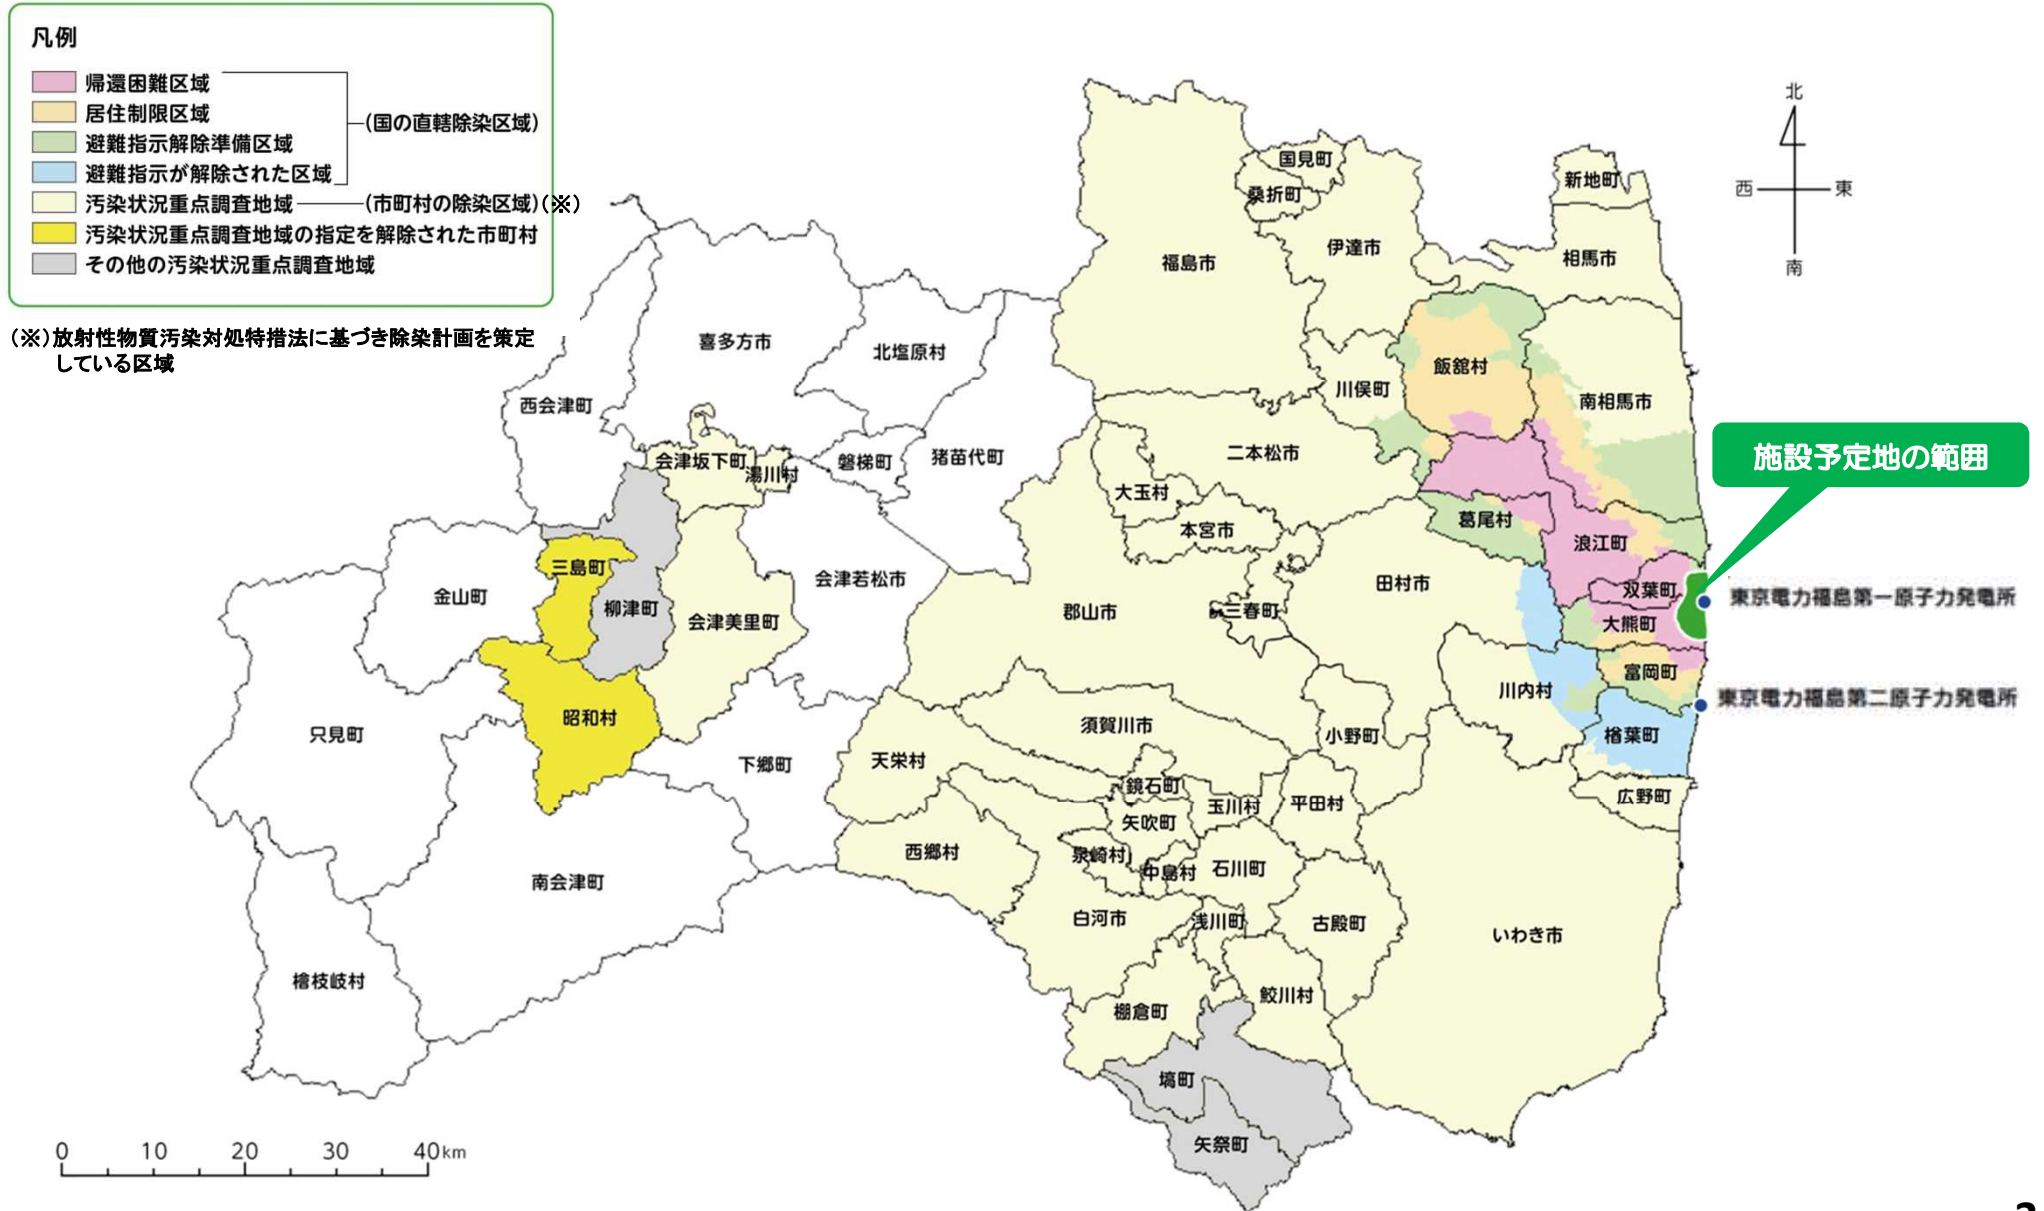 凡例
帰還困難区域
居住制限区域
(国の直轄除染区域)
避難指示解除準備区域
避難指示が解除された区域
汚染状況重点調査地域
(市町村の除染区域)(※)
汚染状況重点調査地域の指定を解除された市町村
その他の汚染状況重点調査地域
(※)放射性物質汚染対処特措法に基づき除染計画を策定
している区域
北
西
東
南
国見町
桑折町
新地町
伊達市
相馬市
福島市
喜多方市
北塩原村
飯舘村
川俣町
南相馬市
西会津町
施設予定地の範囲
二本松市
会津坂下町
湯川村
磐梯町
猪苗代町
大玉村
本宮市
葛尾村
浪江町
三島町
会津若松市
田村市
双葉町
東京電力福島第一原子力発電所
金山町
柳津町
会津美里町
郡山市
三春町
大熊町
富岡町
川内村
東京電力福島第二原子力発電所
昭和村
只見町
須賀川市
小野町
楢葉町
下郷町
天栄村
鏡石町
玉川村
平田村
広野町
矢吹町
西郷村
泉崎村
中島村
石川町
南会津町
白河市
浅川町
古殿町
いわき市
檜枝岐村
鮫川村
棚倉町
塙町
矢祭町
0 10 20 30 40km